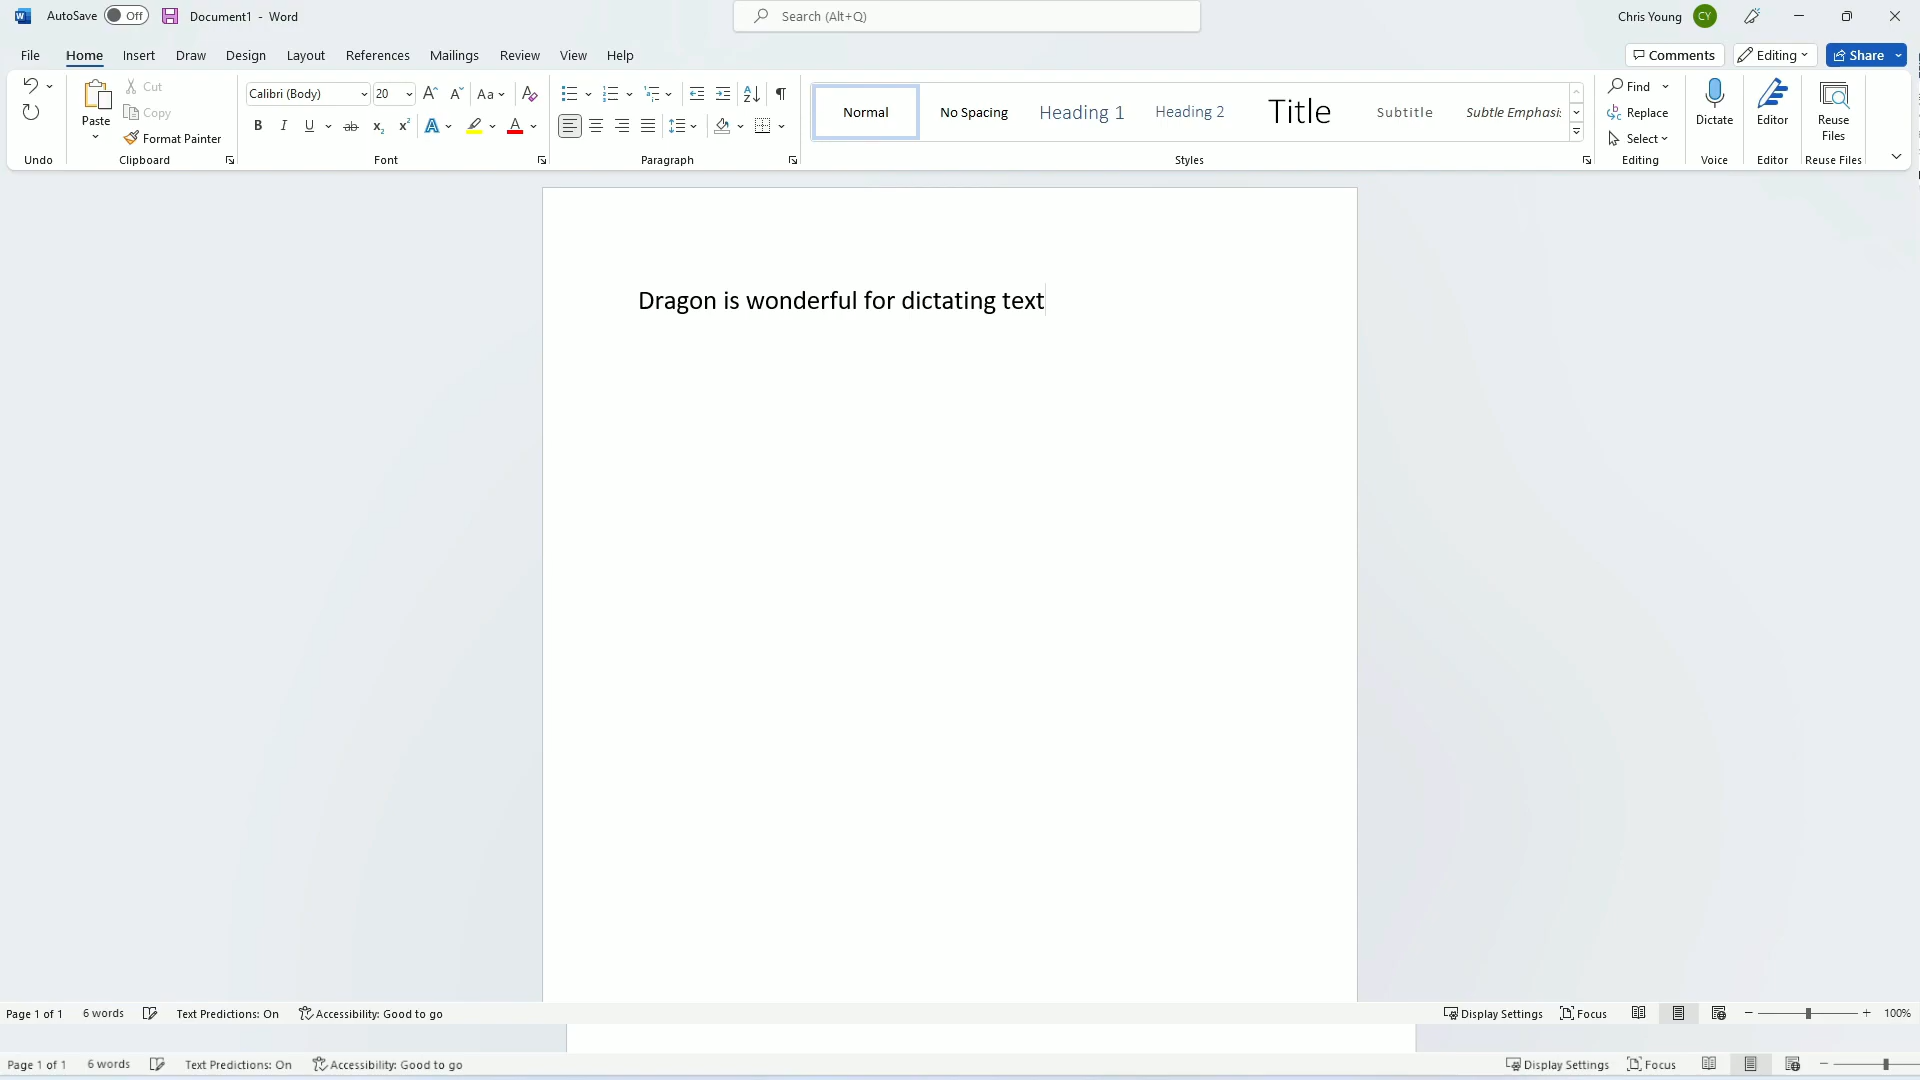 AutoSave Off Document1 - Word Search (Alt+Q) Chris Young CY
File Home Insert Draw Design Layout References Mailings Review View Help Comments Editing Share
Cut Calibri (Body) 20 Aa Find
Paste Copy Normal No Spacing Heading 1 Heading 2 Title Subtitle Subtle Emphasis Replace Dictate Editor Reuse Files
Format Painter B I U ab x₂ x² A A Select
Undo Clipboard Font Paragraph Styles Editing Voice Editor Reuse Files
Dragon is wonderful for dictating text
Page 1 of 1 6 words Text Predictions: On Accessibility: Good to go Display Settings Focus 100%
Page 1 of 1 6 words Text Predictions: On Accessibility: Good to go Display Settings Focus